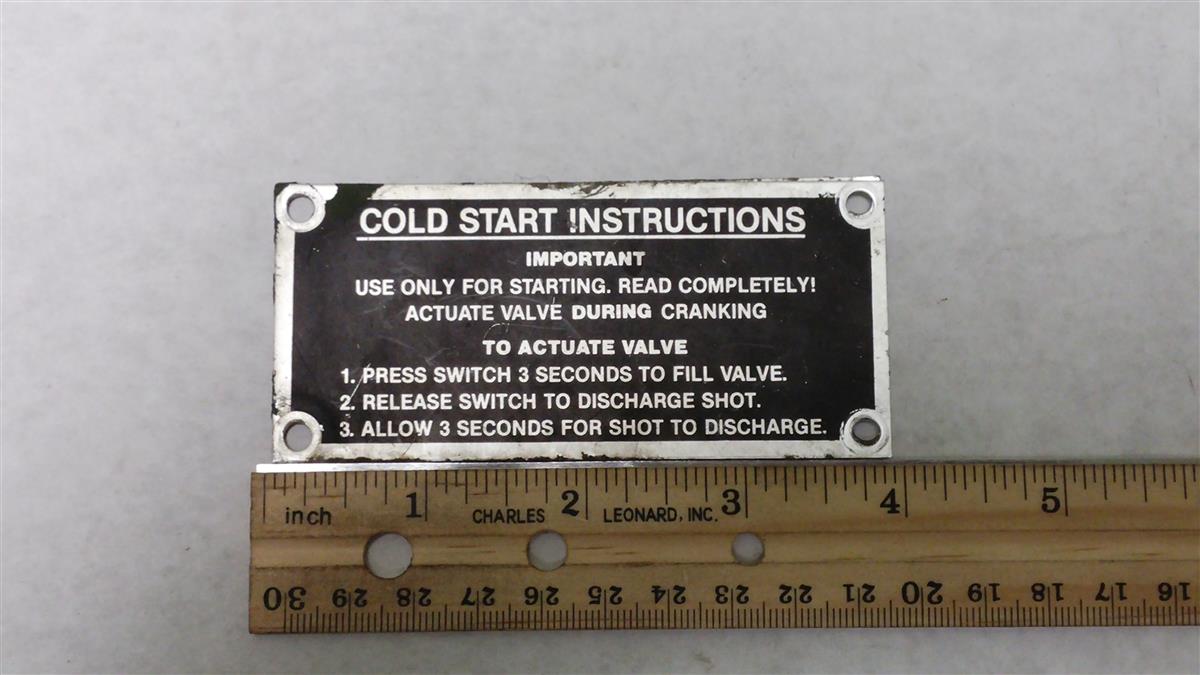 COLD START INSTRUCTIONS
IMPORTANT
USE ONLY FOR STARTING. READ COMPLETELY!
ACTUATE VALVE DURING CRANKING
TO ACTUATE VALVE
1. PRESS SWITCH 3 SECONDS TO FILL VALVE.
2. RELEASE SWITCH TO DISCHARGE SHOT.
3. ALLOW 3 SECONDS FOR SHOT TO DISCHARGE.
inch 1 CHARLES 2 LEONARD, INC. 3 4 5
30 29 28 27 26 25 24 23 22 21 20 19 18 17 16